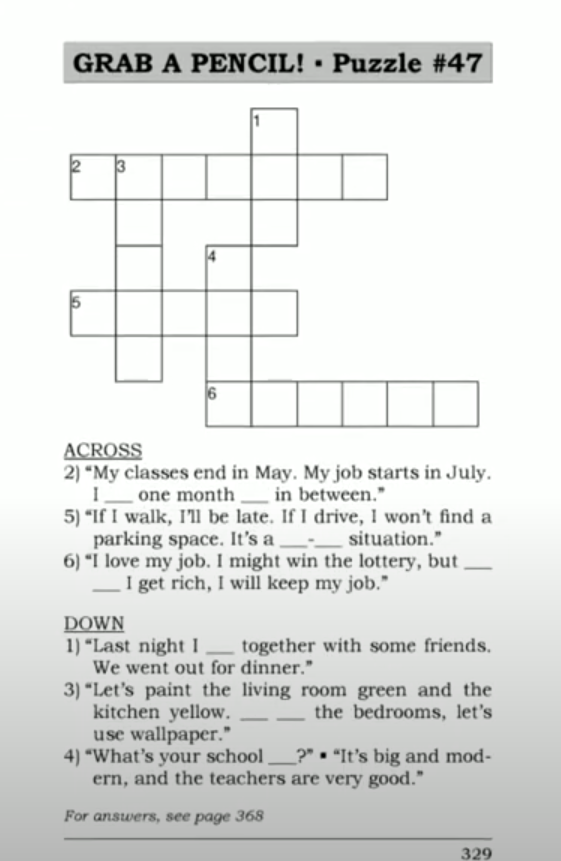 GRAB A PENCIL! • Puzzle #47
1
2 3
4
5
6
ACROSS
2) “My classes end in May. My job starts in July.
I ___ one month ___ in between.”
5) “If I walk, I’ll be late. If I drive, I won’t find a
parking space. It’s a ___-___ situation.”
6) “I love my job. I might win the lottery, but ___
___ I get rich, I will keep my job.”
DOWN
1) “Last night I ___ together with some friends.
We went out for dinner.”
3) “Let’s paint the living room green and the
kitchen yellow. ___ ___ the bedrooms, let’s
use wallpaper.”
4) “What’s your school ___?” ▪ “It’s big and mod-
ern, and the teachers are very good.”
For answers, see page 368
329